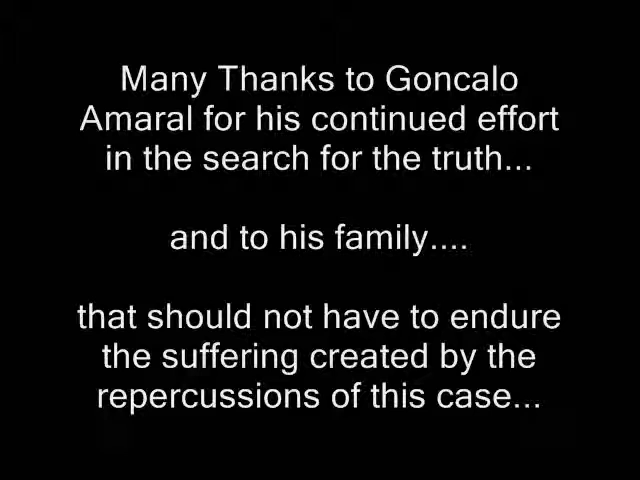 Many Thanks to Goncalo
Amaral for his continued effort
in the search for the truth...
and to his family....
that should not have to endure
the suffering created by the
repercussions of this case...